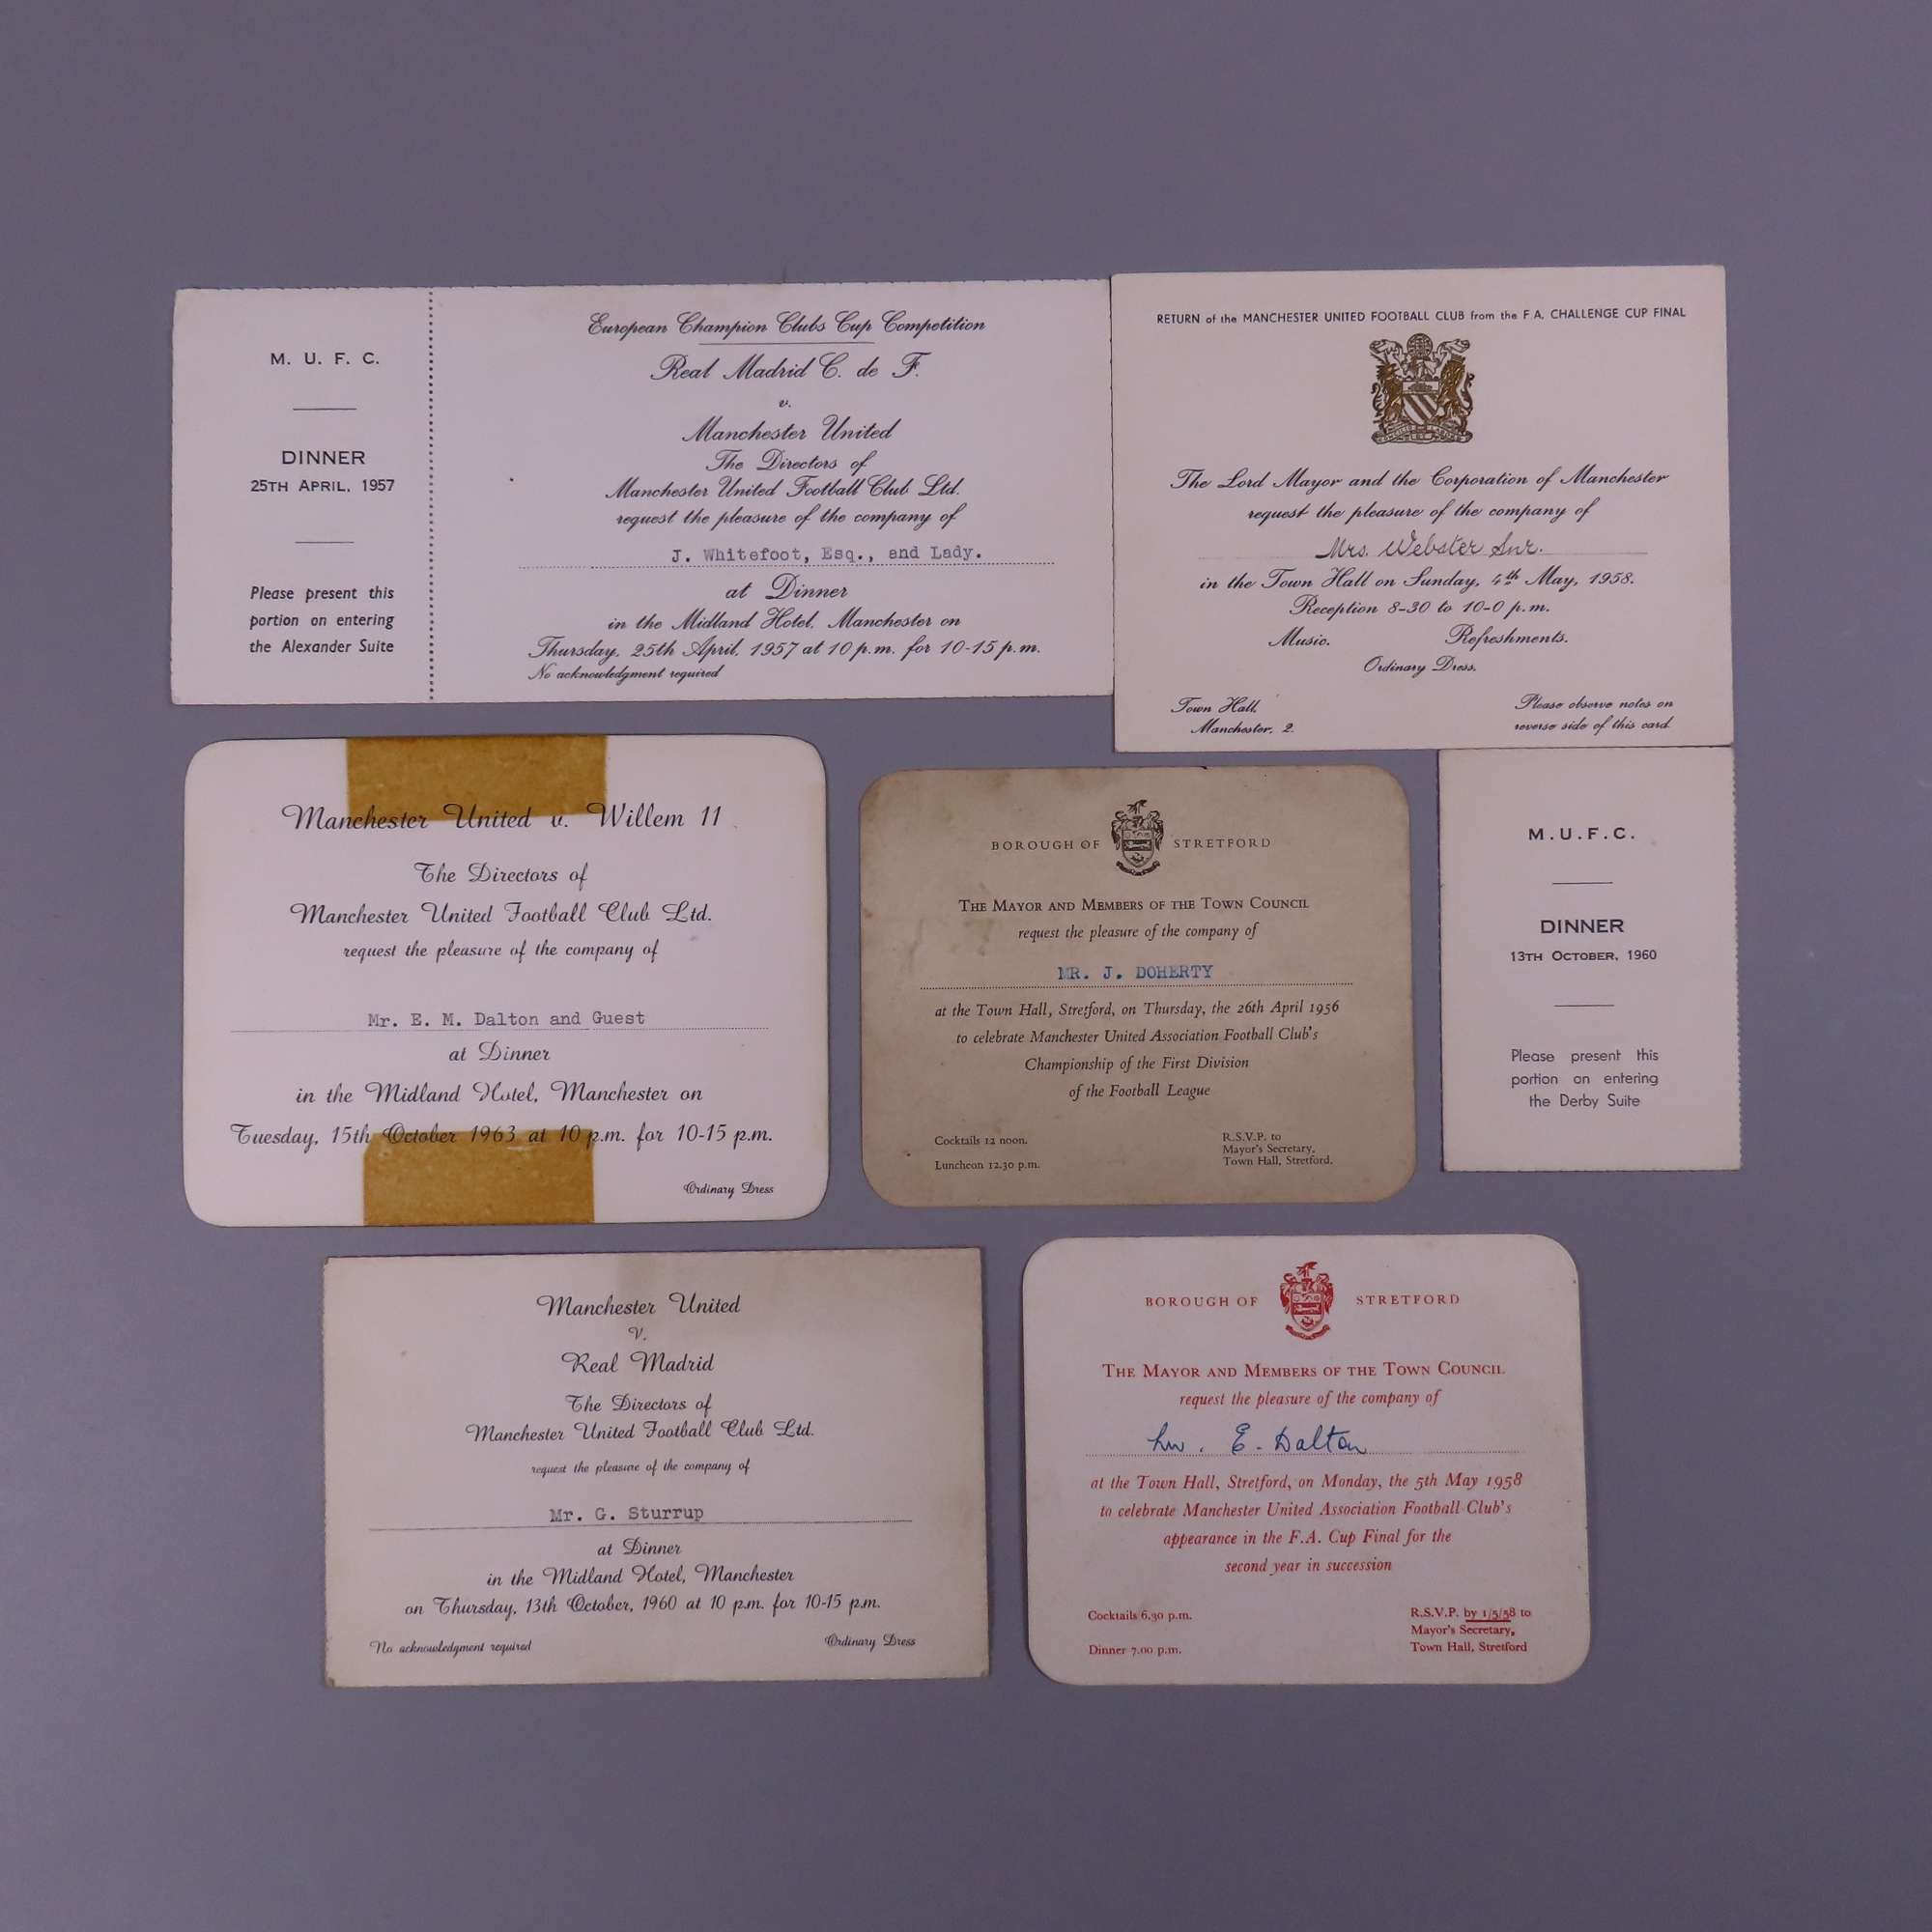 M. U. F. C.
DINNER
25TH APRIL, 1957
Please present this
portion on entering
the Alexander Suite
European Champion Clubs Cup Competition
Real Madrid C. de F.
v.
Manchester United
The Directors of
Manchester United Football Club Ltd.
request the pleasure of the company of
J. Whitefoot, Esq., and Lady.
at Dinner
in the Midland Hotel, Manchester on
Thursday, 25th April, 1957 at 10 p.m. for 10-15 p.m.
No acknowledgment required
RETURN of the MANCHESTER UNITED FOOTBALL CLUB from the F.A. CHALLENGE CUP FINAL
The Lord Mayor and the Corporation of Manchester
request the pleasure of the company of
Mrs. Webster Snr.
in the Town Hall on Sunday, 4th May, 1958.
Reception 8-30 to 10-0 p.m.
Music. Refreshments.
Ordinary Dress.
Town Hall,
Manchester, 2.
Please observe notes on
reverse side of this card
Manchester United v. Willem 11
The Directors of
Manchester United Football Club Ltd.
request the pleasure of the company of
Mr. E. M. Dalton and Guest
at Dinner
in the Midland Hotel, Manchester on
Tuesday, 15th October 1963 at 10 p.m. for 10-15 p.m.
Ordinary Dress
BOROUGH OF STRETFORD
THE MAYOR AND MEMBERS OF THE TOWN COUNCIL
request the pleasure of the company of
MR. J. DOHERTY
at the Town Hall, Stretford, on Thursday, the 26th April 1956
to celebrate Manchester United Association Football Club's
Championship of the First Division
of the Football League
Cocktails 12 noon.
Luncheon 12.30 p.m.
R.S.V.P. to
Mayor's Secretary,
Town Hall, Stretford.
M.U.F.C.
DINNER
13TH OCTOBER, 1960
Please present this
portion on entering
the Derby Suite
Manchester United
v.
Real Madrid
The Directors of
Manchester United Football Club Ltd.
request the pleasure of the company of
Mr. G. Sturrup
at Dinner
in the Midland Hotel, Manchester
on Thursday, 13th October, 1960 at 10 p.m. for 10-15 p.m.
No acknowledgment required
Ordinary Dress
BOROUGH OF STRETFORD
THE MAYOR AND MEMBERS OF THE TOWN COUNCIL
request the pleasure of the company of
E. Dalton
at the Town Hall, Stretford, on Monday, the 5th May 1958
to celebrate Manchester United Association Football Club's
appearance in the F.A. Cup Final for the
second year in succession
Cocktails 6.30 p.m.
Dinner 7.00 p.m.
R.S.V.P. by 1/5/58 to
Mayor's Secretary,
Town Hall, Stretford